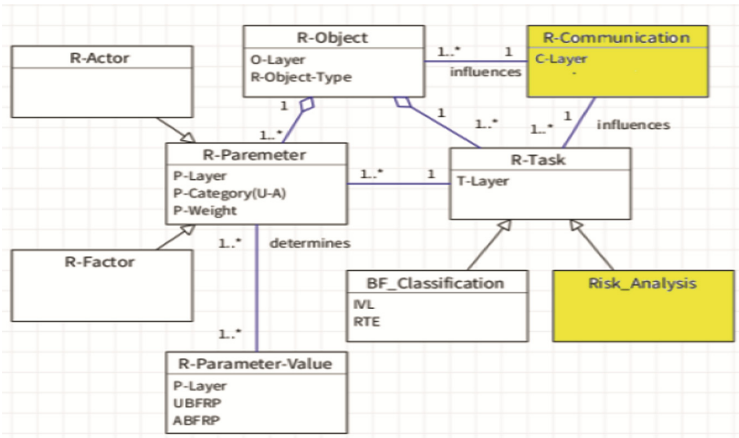 R-Object
O-Layer
R-Object-Type
R-Communication
C-Layer
R-Actor
1..*
1
influences
1
1..*
1
1..*
1..*
1
influences
R-Paremeter
P-Layer
P-Category(U-A)
P-Weight
1..*
1
R-Task
T-Layer
R-Factor
1..*
determines
1..*
BF_Classification
IVL
RTE
Risk_Analysis
R-Parameter-Value
P-Layer
UBFRP
ABFRP